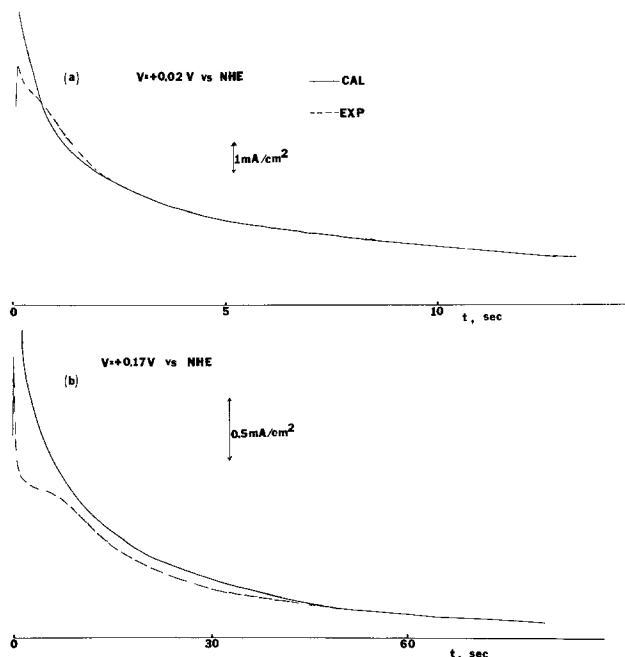 (a) V=+0.02 V vs NHE
CAL
EXP
1mA/cm2
0 5 10
t, sec
V=+0.17V vs NHE
(b)
0.5mA/cm2
0 30 60
t, sec